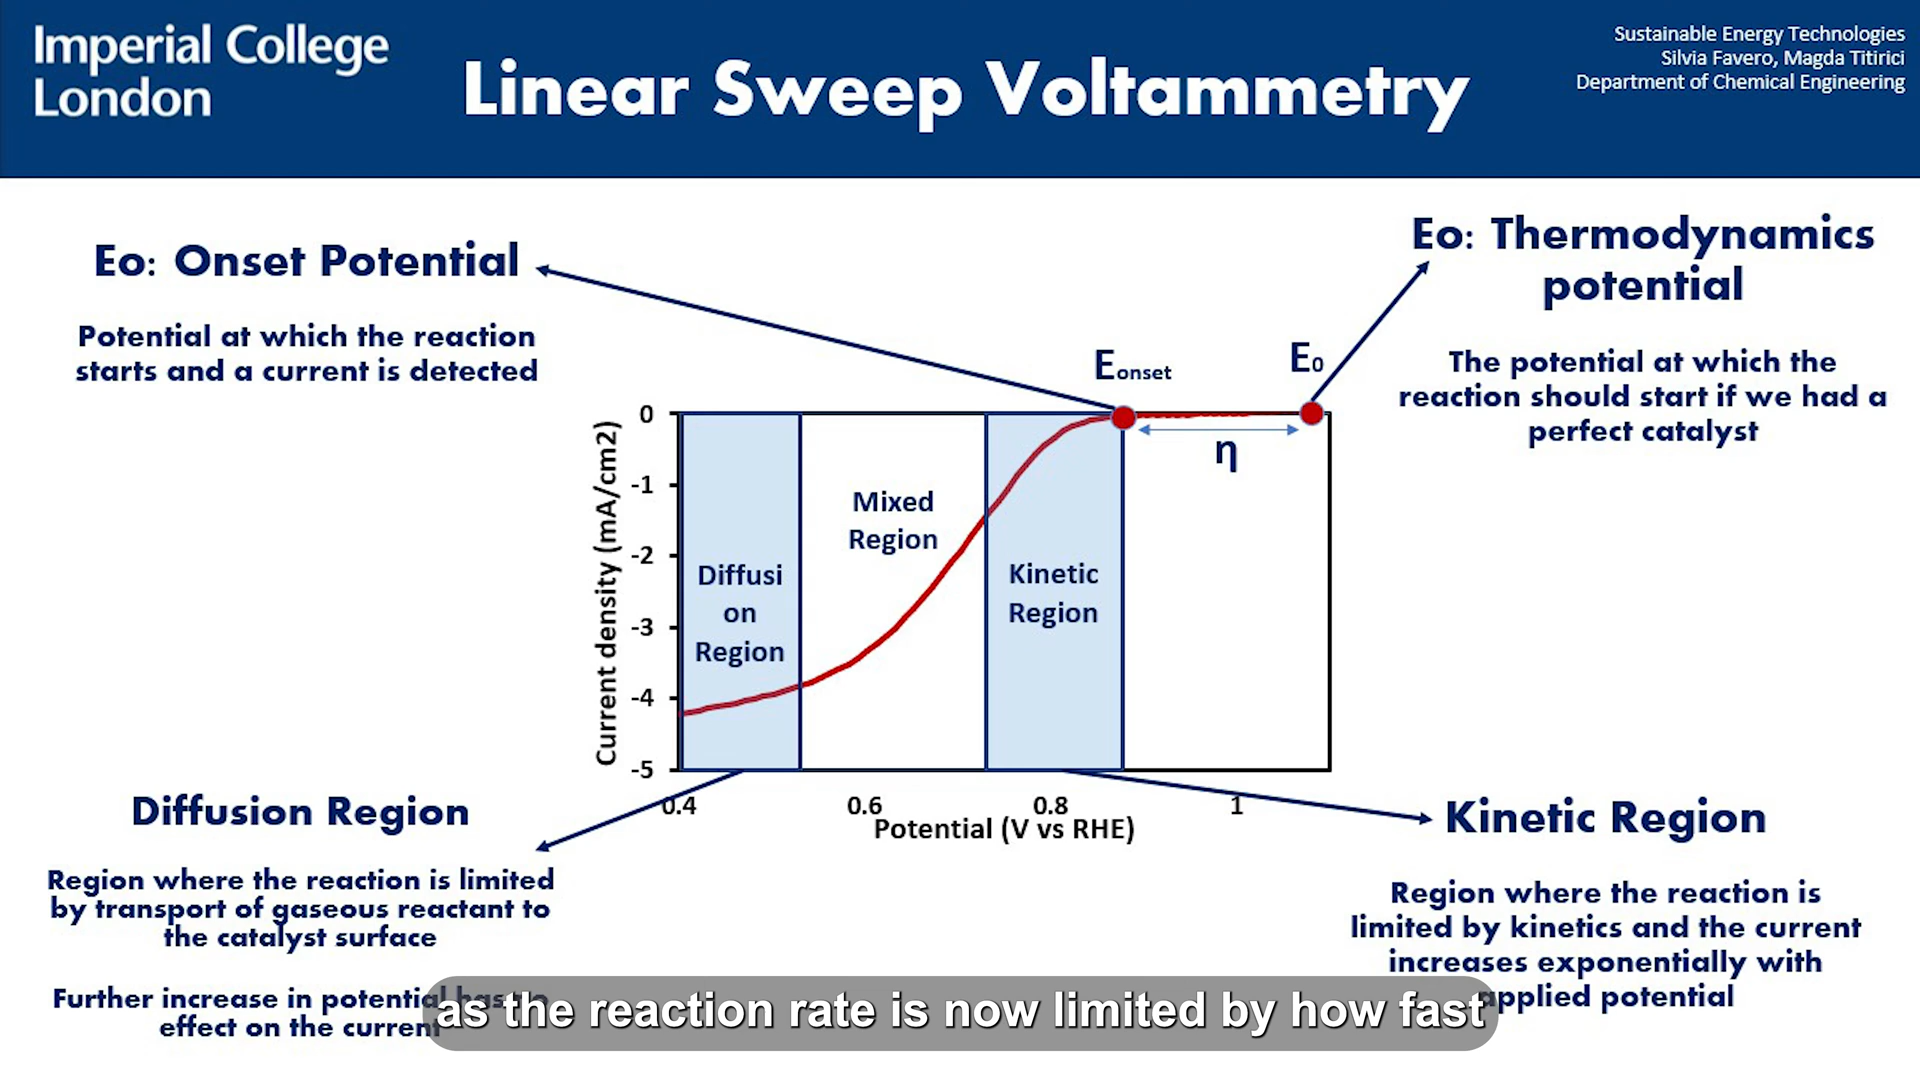 Imperial College
London
Linear Sweep Voltammetry
Sustainable Energy Technologies
Silvia Favero, Magda Titirici
Department of Chemical Engineering
Eo: Onset Potential
Potential at which the reaction
starts and a current is detected
Eo: Thermodynamics
potential
The potential at which the
reaction should start if we had a
perfect catalyst
Eonset
E0
η
Current density (mA/cm2)
0
-1
-2
-3
-4
-5
Diffusi
on
Region
Mixed
Region
Kinetic
Region
0.4
0.6
0.8
1
Potential (V vs RHE)
Diffusion Region
Region where the reaction is limited
by transport of gaseous reactant to
the catalyst surface
Further increase in potential has no
effect on the current
Kinetic Region
Region where the reaction is
limited by kinetics and the current
increases exponentially with
applied potential
as the reaction rate is now limited by how fast